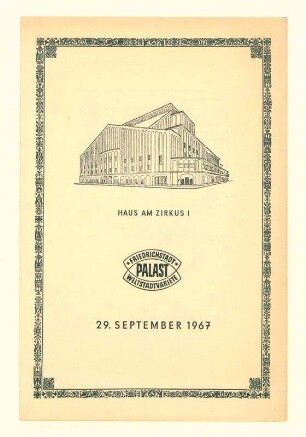 HAUS AM ZIRKUS I
FRIEDRICHSTADT
PALAST
WELTSTADTVARIETE
29. SEPTEMBER 1967